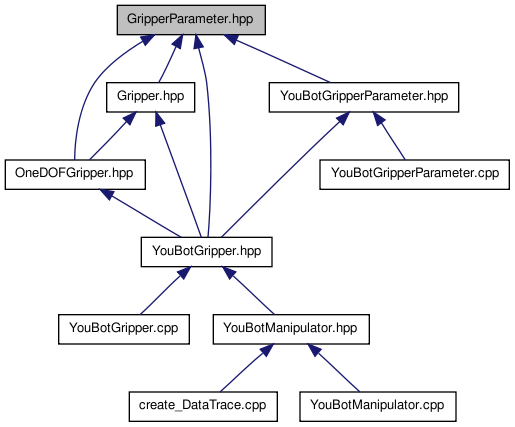 GripperParameter.hpp
Gripper.hpp
YouBotGripperParameter.hpp
OneDOFGripper.hpp
YouBotGripperParameter.cpp
YouBotGripper.hpp
YouBotGripper.cpp
YouBotManipulator.hpp
create_DataTrace.cpp
YouBotManipulator.cpp